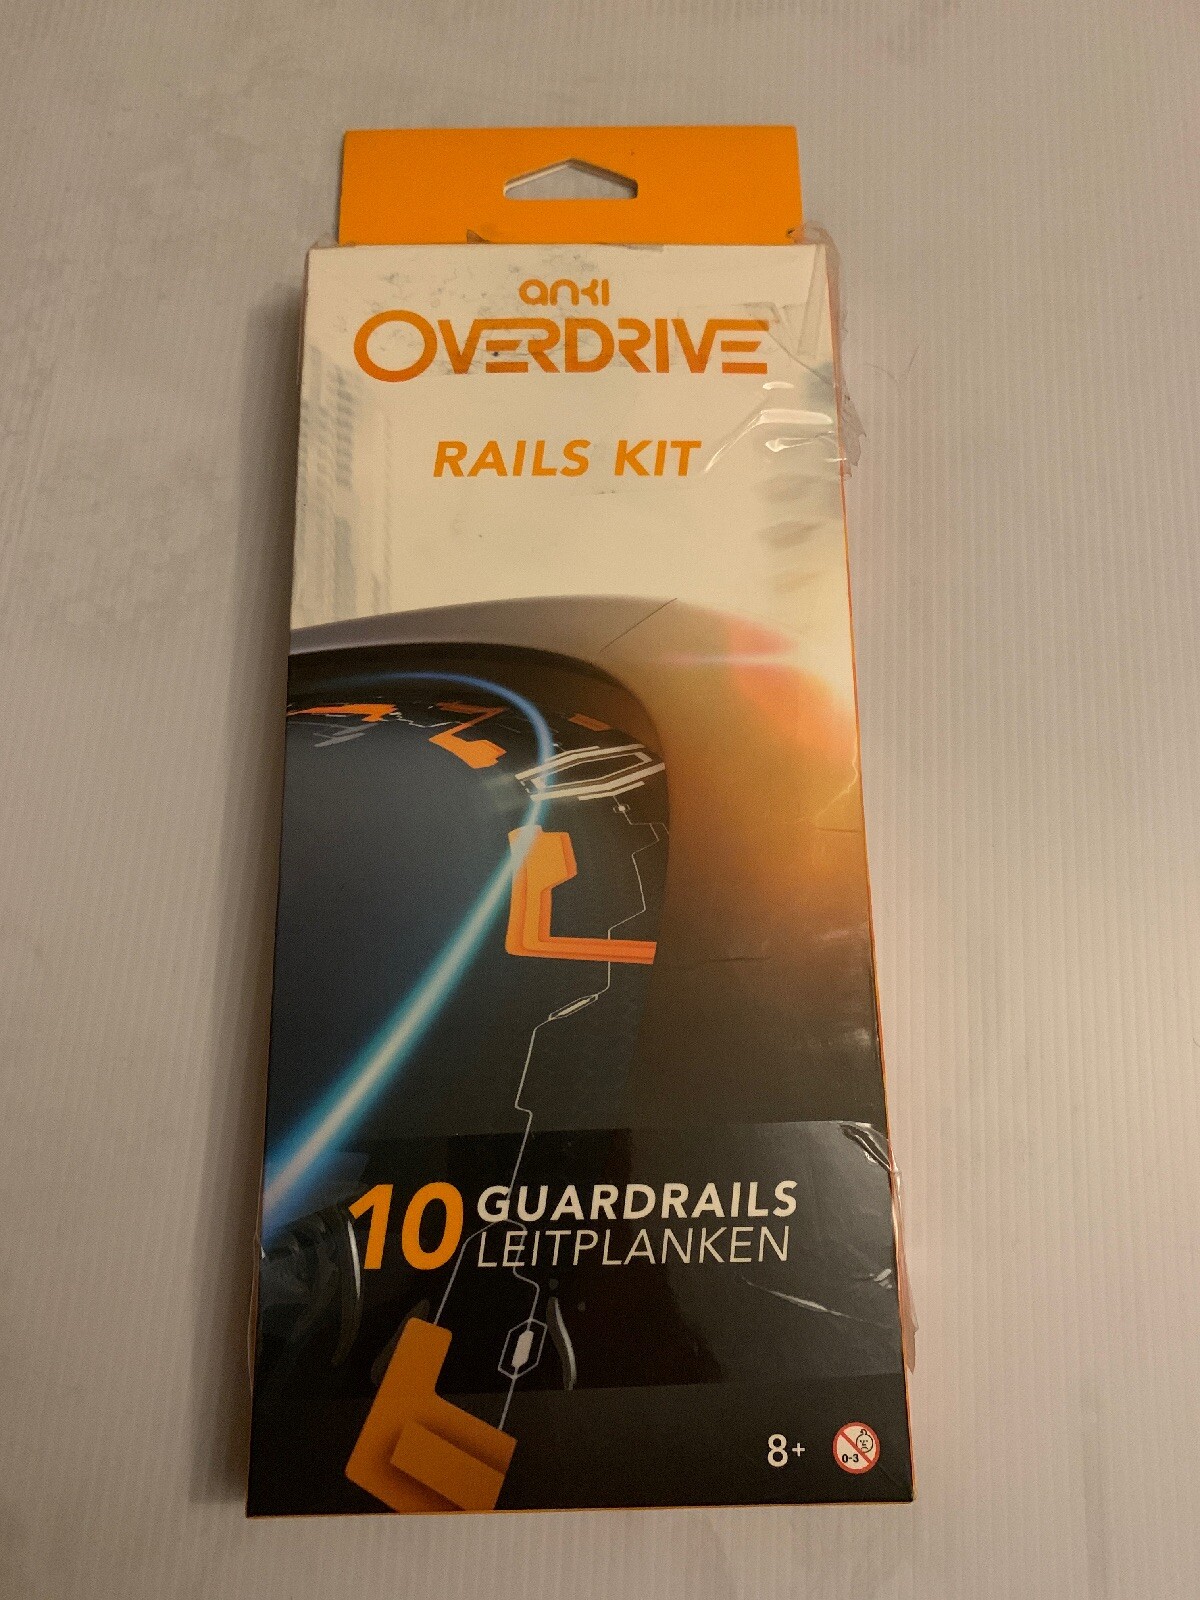 anki
OVERDRIVE
RAILS KIT
10 GUARDRAILS
LEITPLANKEN
8+
0-3